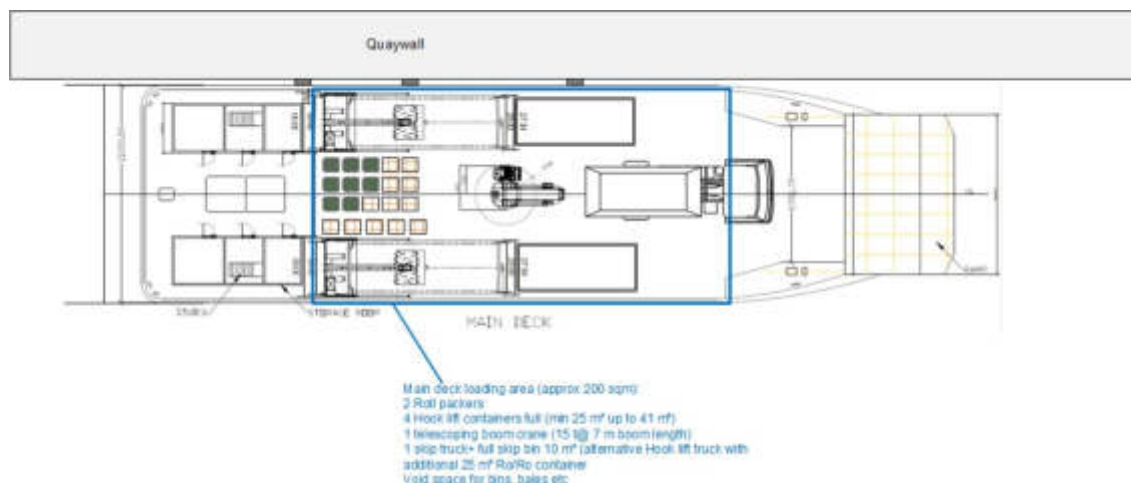 Quaywall
STORAGE ROOM
MAIN DECK
Main deck loading area (approx 200 sqm):
2 Roll packers
4 Hook lift containers full (min 25 m³ up to 41 m³)
1 telescoping boom crane (15 t@ 7 m boom length)
1 skip truck+ full skip bin 10 m³ (alternative Hook lift truck with
additional 25 m³ Ro/Ro container
Void space for bins, bales etc